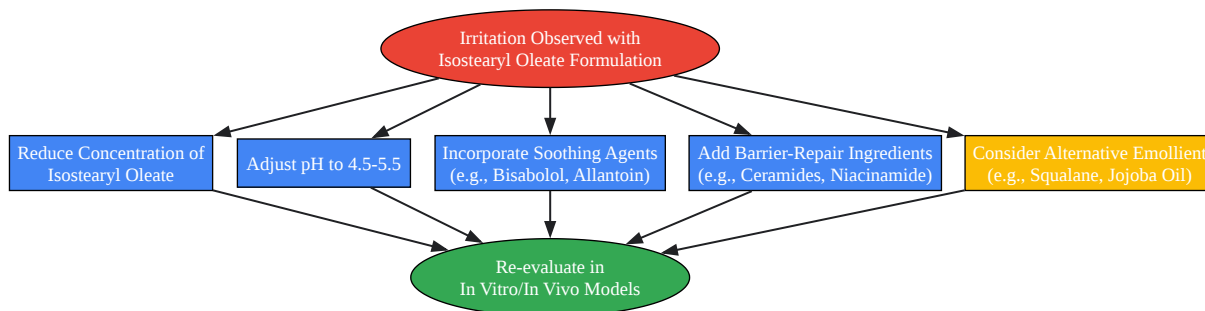 Irritation Observed with
Isostearyl Oleate Formulation
Reduce Concentration of
Isostearyl Oleate
Adjust pH to 4.5-5.5
Incorporate Soothing Agents
(e.g., Bisabolol, Allantoin)
Add Barrier-Repair Ingredients
(e.g., Ceramides, Niacinamide)
Consider Alternative Emollient
(e.g., Squalane, Jojoba Oil)
Re-evaluate in
In Vitro/In Vivo Models